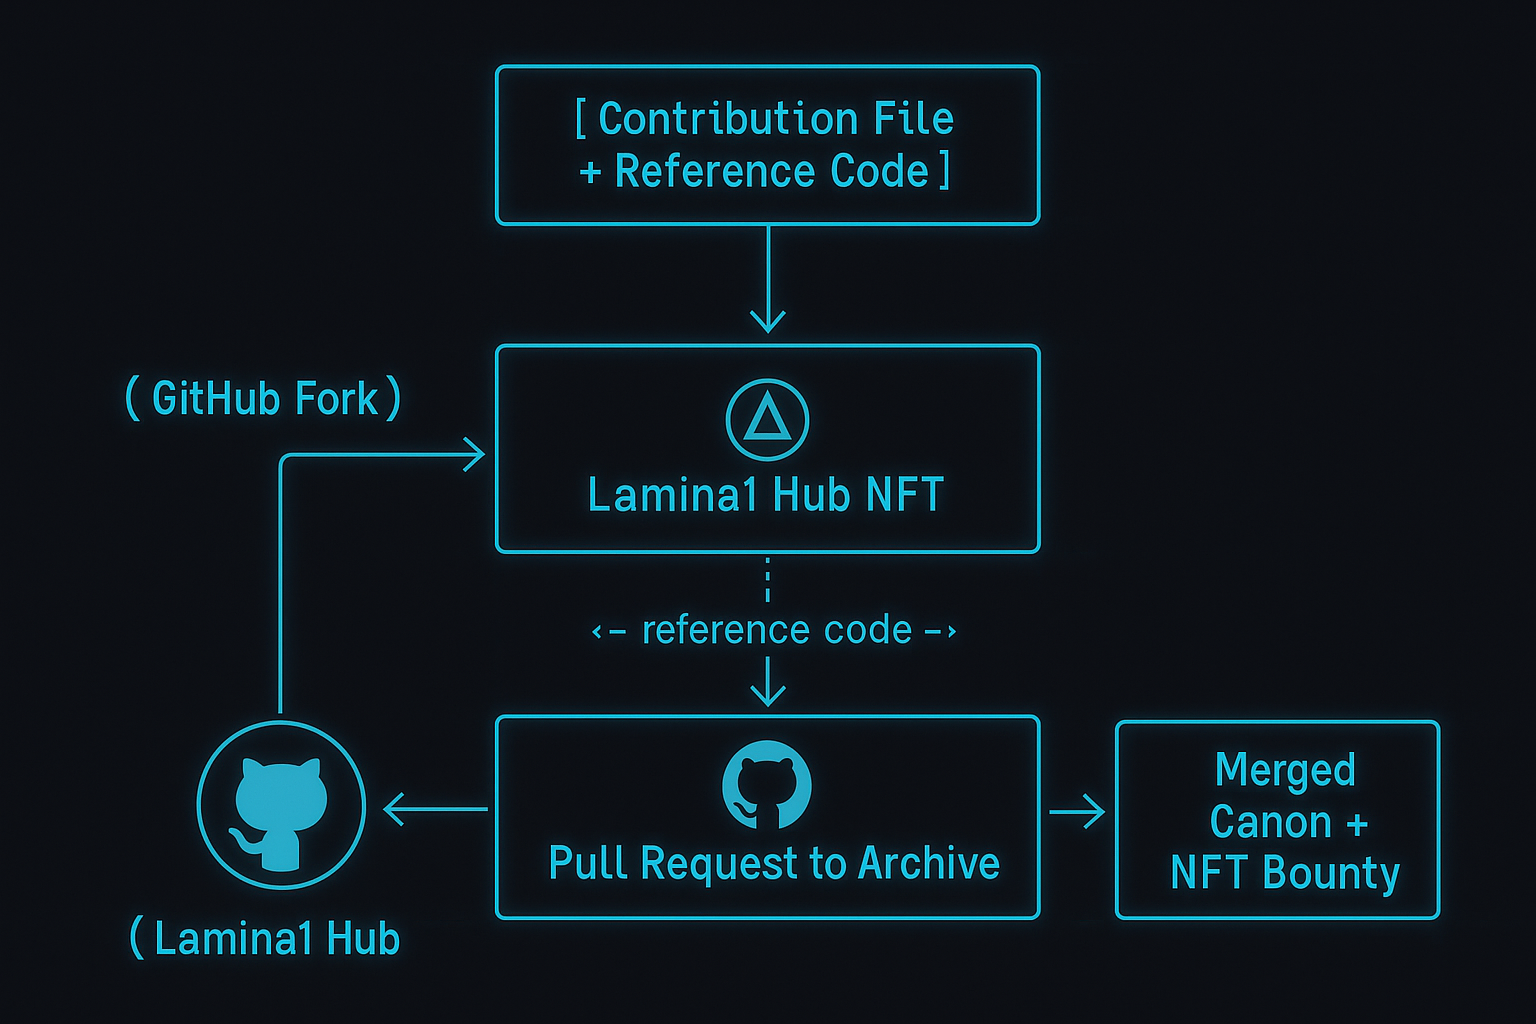 [ Contribution File
+ Reference Code ]
( GitHub Fork )
Lamina1 Hub NFT
<- reference code ->
Pull Request to Archive
Merged
Canon +
NFT Bounty
( Lamina1 Hub